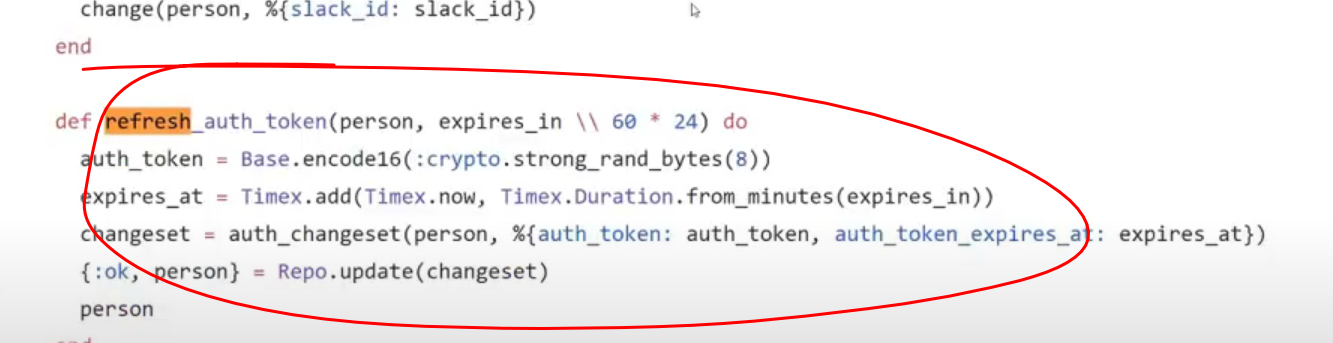 change(person, %{slack_id: slack_id})
end
def refresh_auth_token(person, expires_in \\ 60 * 24) do
auth_token = Base.encode16(:crypto.strong_rand_bytes(8))
expires_at = Timex.add(Timex.now, Timex.Duration.from_minutes(expires_in))
changeset = auth_changeset(person, %{auth_token: auth_token, auth_token_expires_at: expires_at})
{:ok, person} = Repo.update(changeset)
person
end